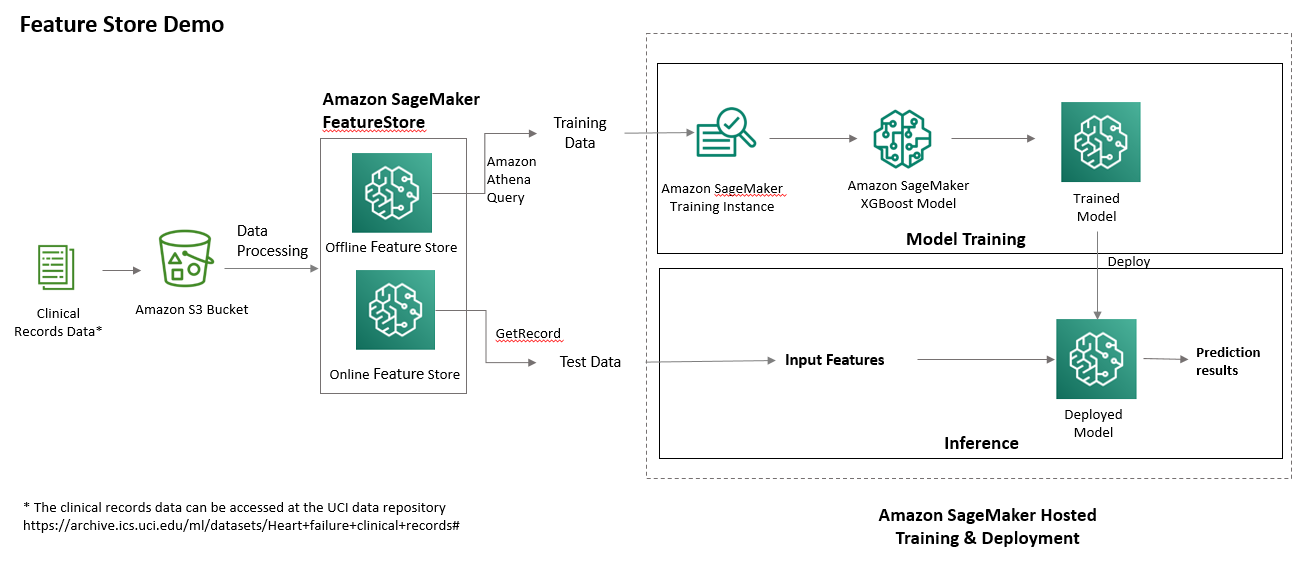 Feature Store Demo
Clinical
Records Data*
Amazon S3 Bucket
Data
Processing
Amazon SageMaker
FeatureStore
Offline Feature Store
Online Feature Store
Amazon
Athena
Query
GetRecord
Training
Data
Test Data
Amazon SageMaker
Training Instance
Amazon SageMaker
XGBoost Model
Trained
Model
Model Training
Deploy
Input Features
Deployed
Model
Prediction
results
Inference
* The clinical records data can be accessed at the UCI data repository
https://archive.ics.uci.edu/ml/datasets/Heart+failure+clinical+records#
Amazon SageMaker Hosted
Training & Deployment